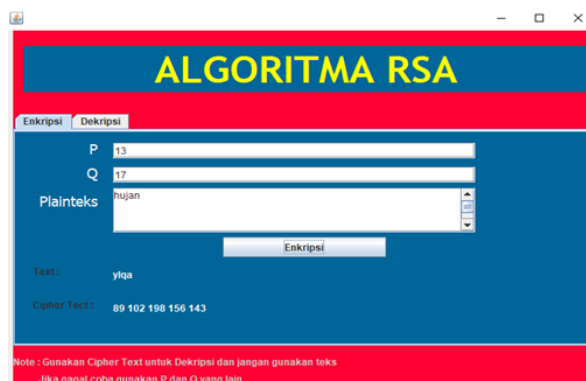 ALGORITMA RSA
Enkripsi Dekripsi
P 13
Q 17
Plainteks hujan
Enkripsi
Text : ylqa
Cipher Tect : 89 102 198 156 143
Note : Gunakan Cipher Text untuk Dekripsi dan jangan gunakan teks
-Jika gagal coba gunakan P dan Q yang lain.